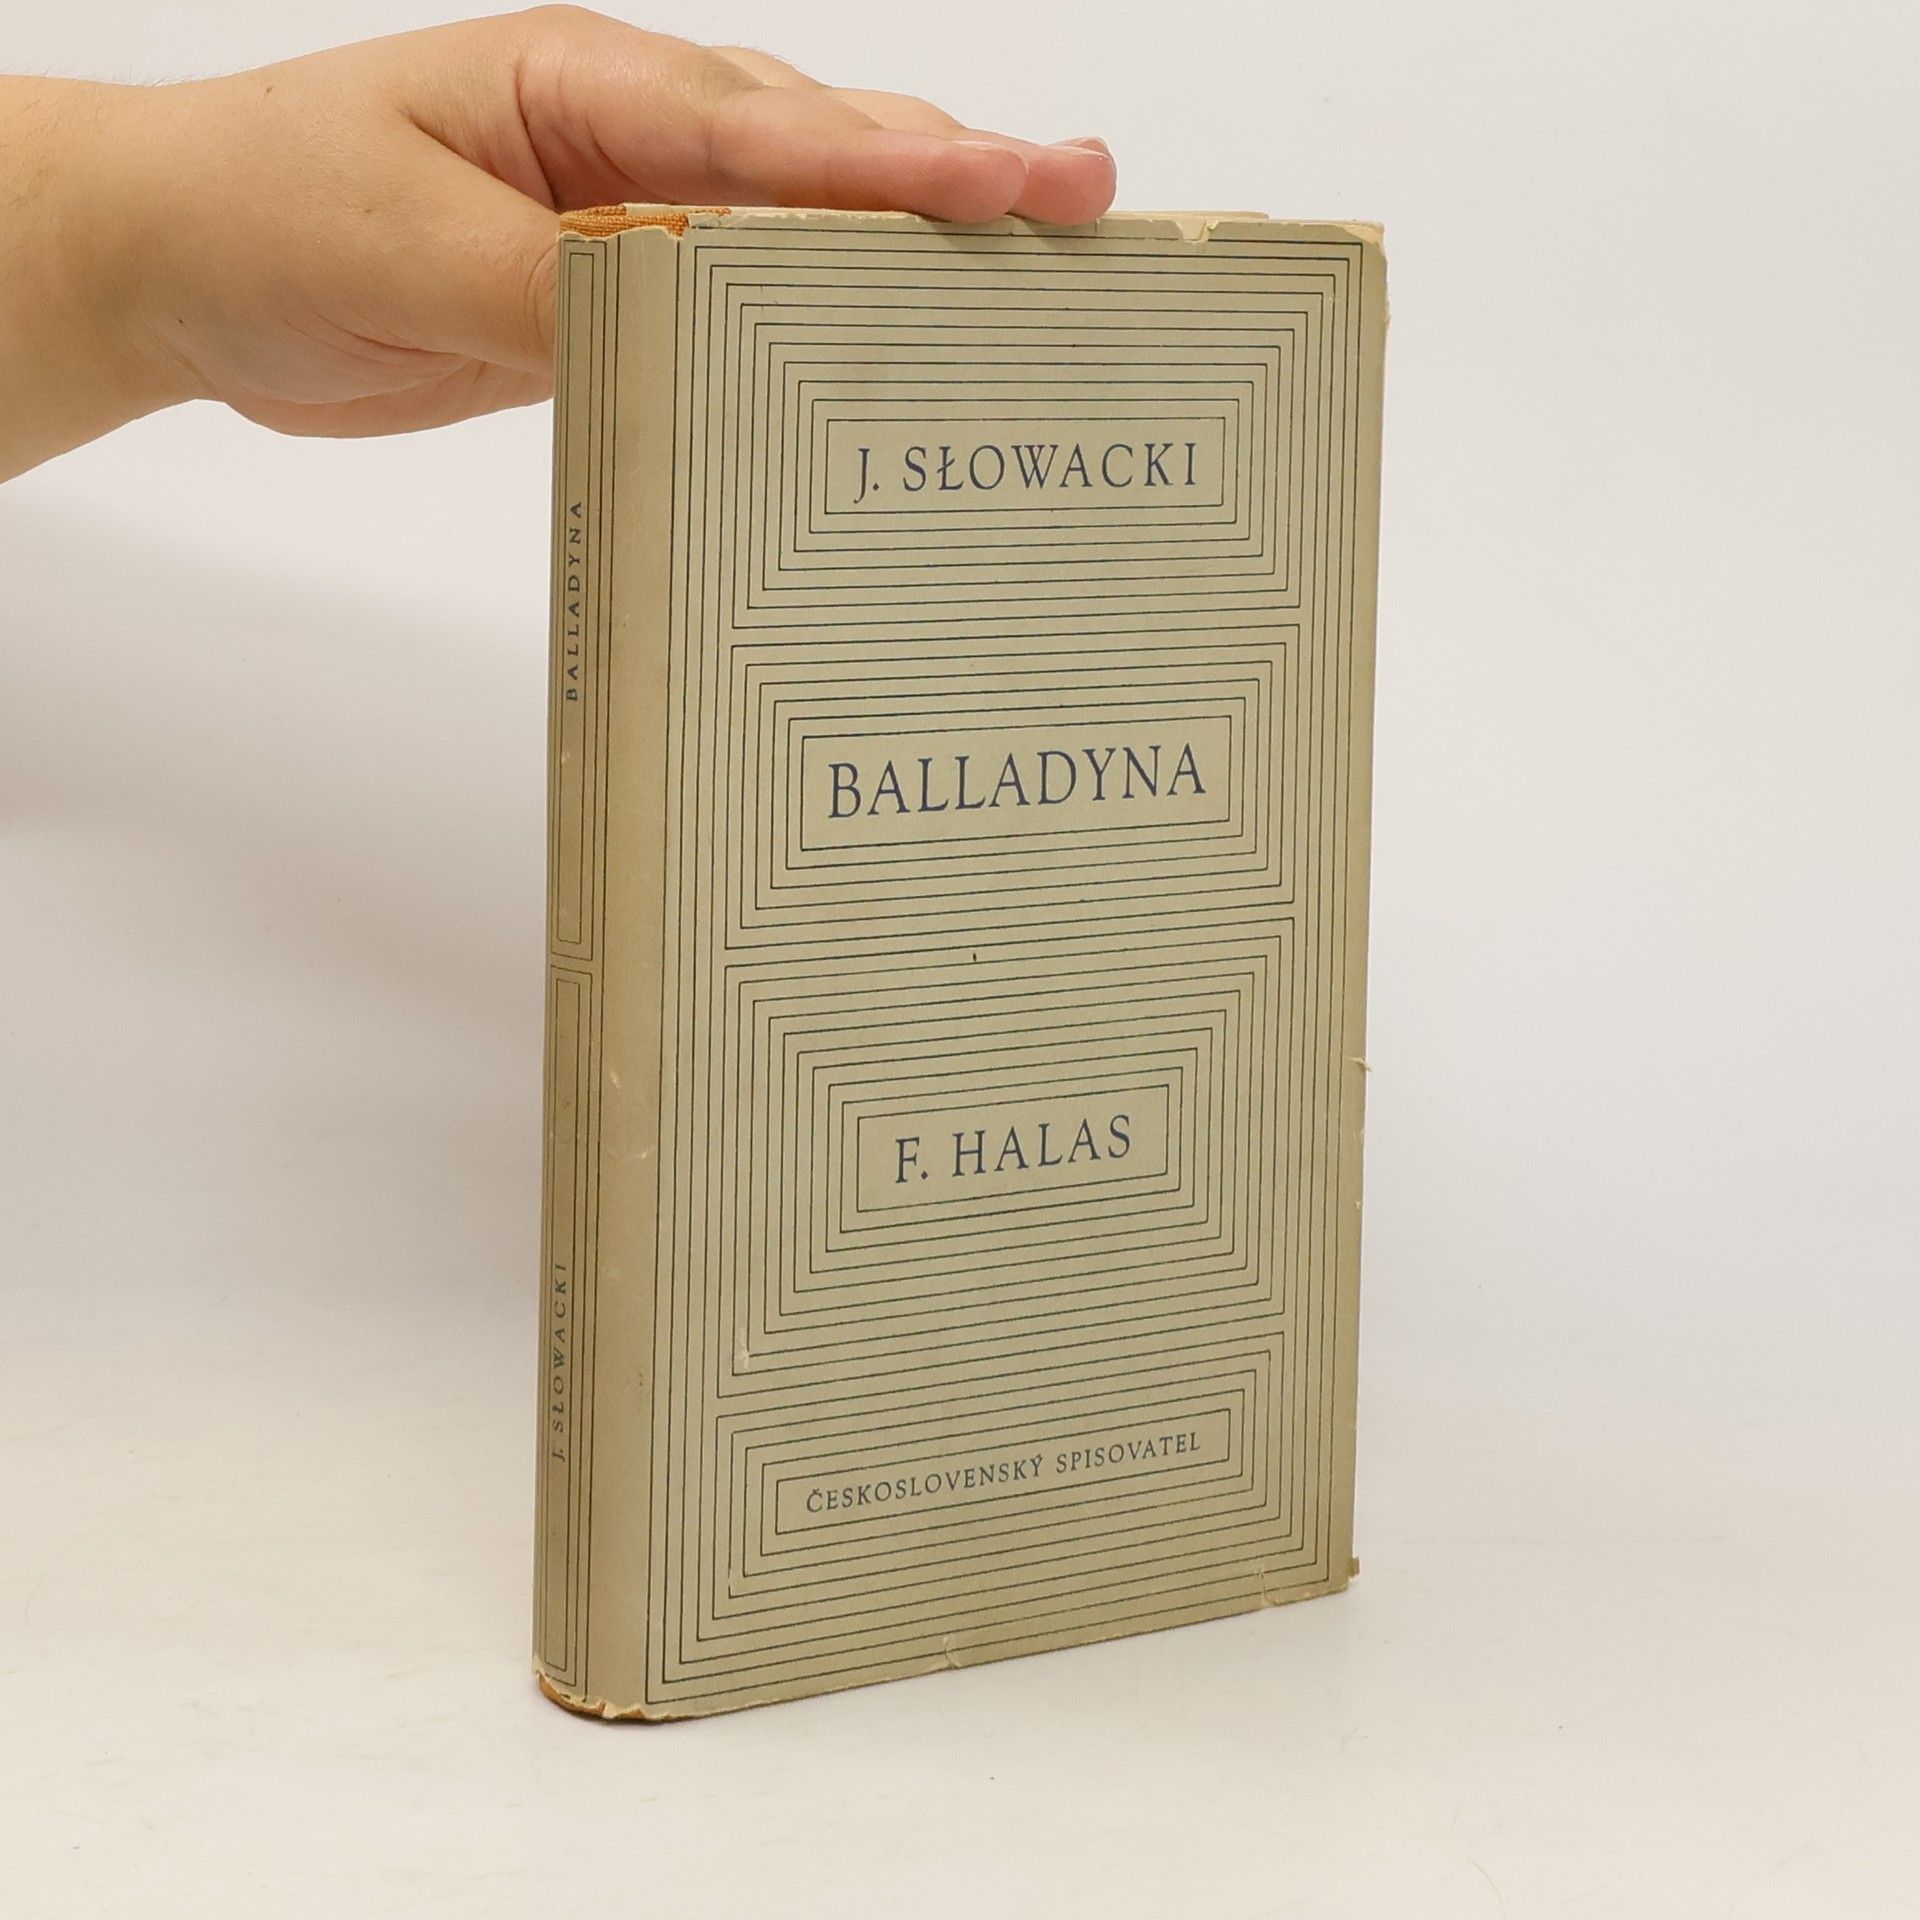 J. SŁOWACKI
BALLADYNA
F. HALAS
ČESKOSLOVENSKÝ SPISOVATEL
J. SŁOWACKI
BALLADYNA